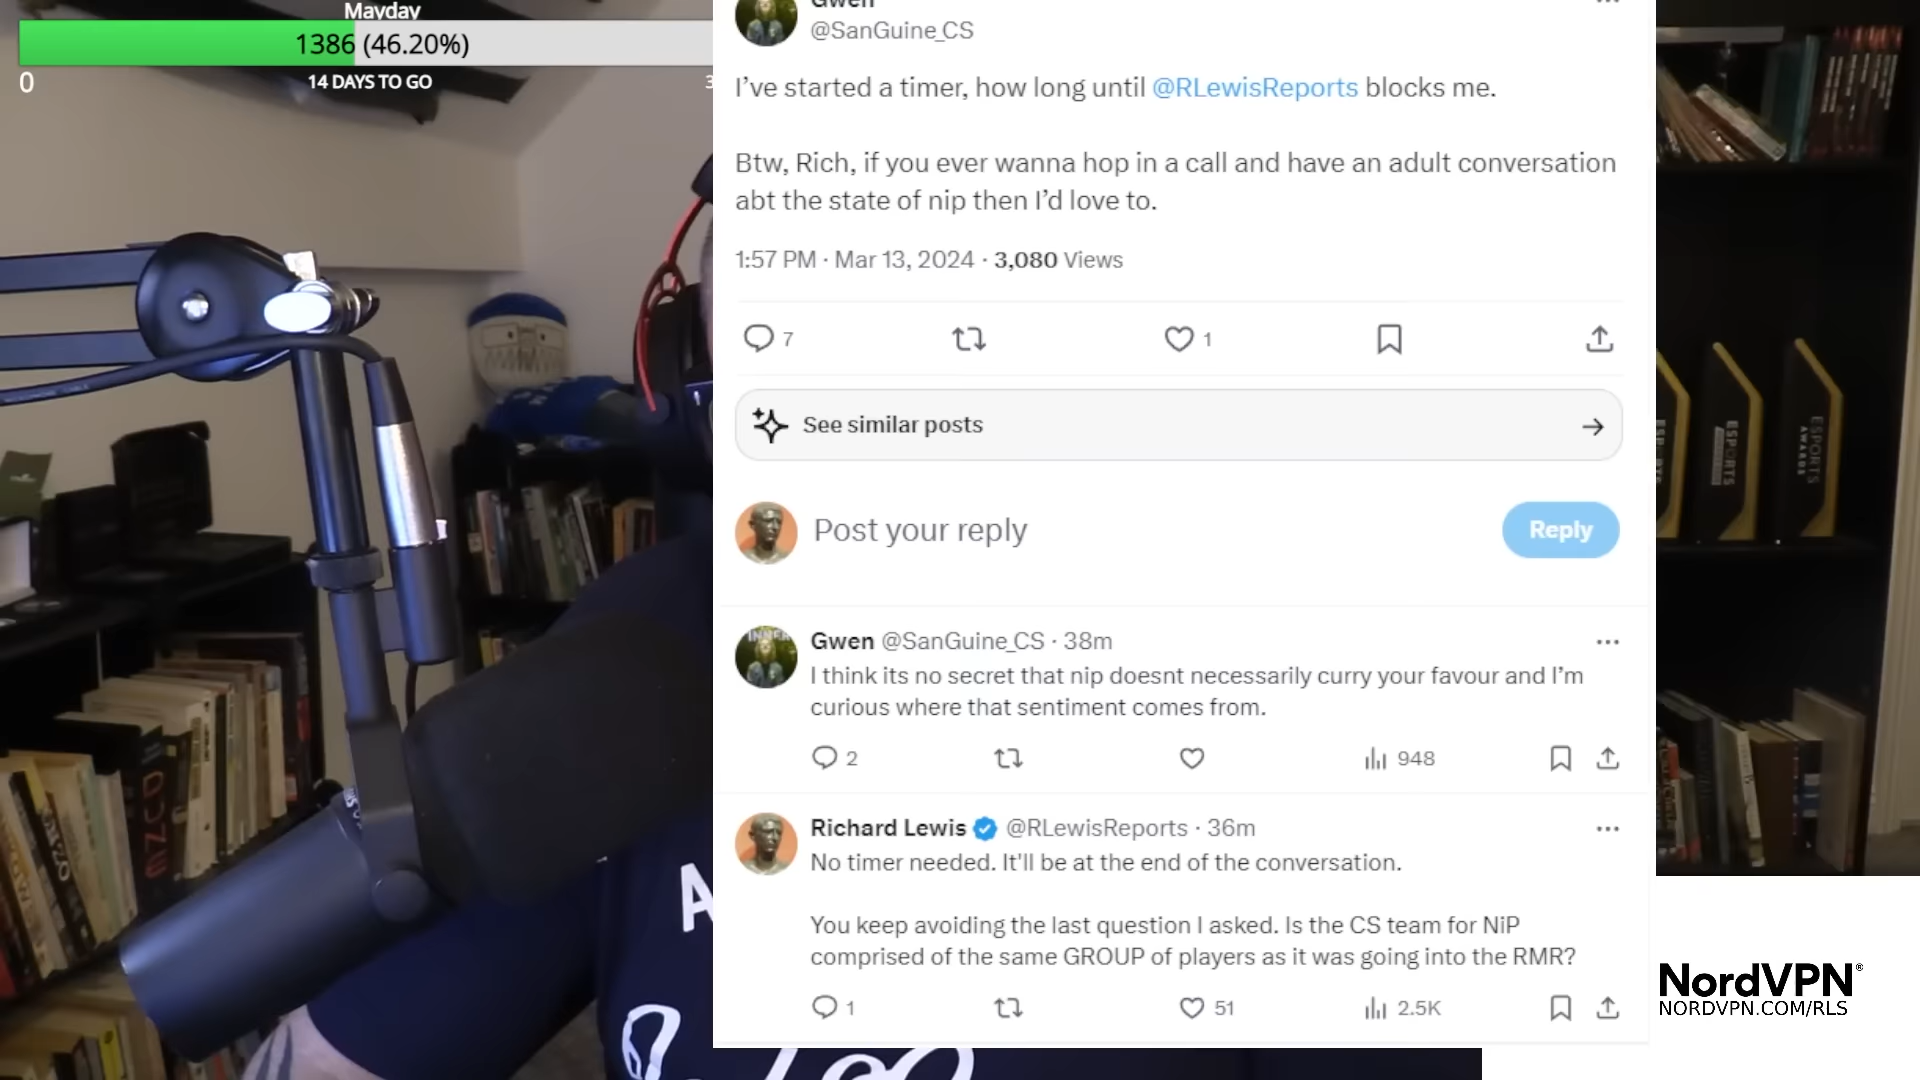 Mayday
1386 (46.20%)
0
14 DAYS TO GO
3
Gwen
@SanGuine_CS
I've started a timer, how long until @RLewisReports blocks me.
Btw, Rich, if you ever wanna hop in a call and have an adult conversation
abt the state of nip then I'd love to.
1:57 PM · Mar 13, 2024 · 3,080 Views
7
1
See similar posts
Post your reply
Reply
Gwen @SanGuine_CS · 38m
I think its no secret that nip doesnt necessarily curry your favour and I'm
curious where that sentiment comes from.
2
948
Richard Lewis @RLewisReports · 36m
No timer needed. It'll be at the end of the conversation.
You keep avoiding the last question I asked. Is the CS team for NiP
comprised of the same GROUP of players as it was going into the RMR?
1
51
2.5K
DUNE
A
ESPORTS
ESPORTS
AWARDS
NordVPN®
NORDVPN.COM/RLS